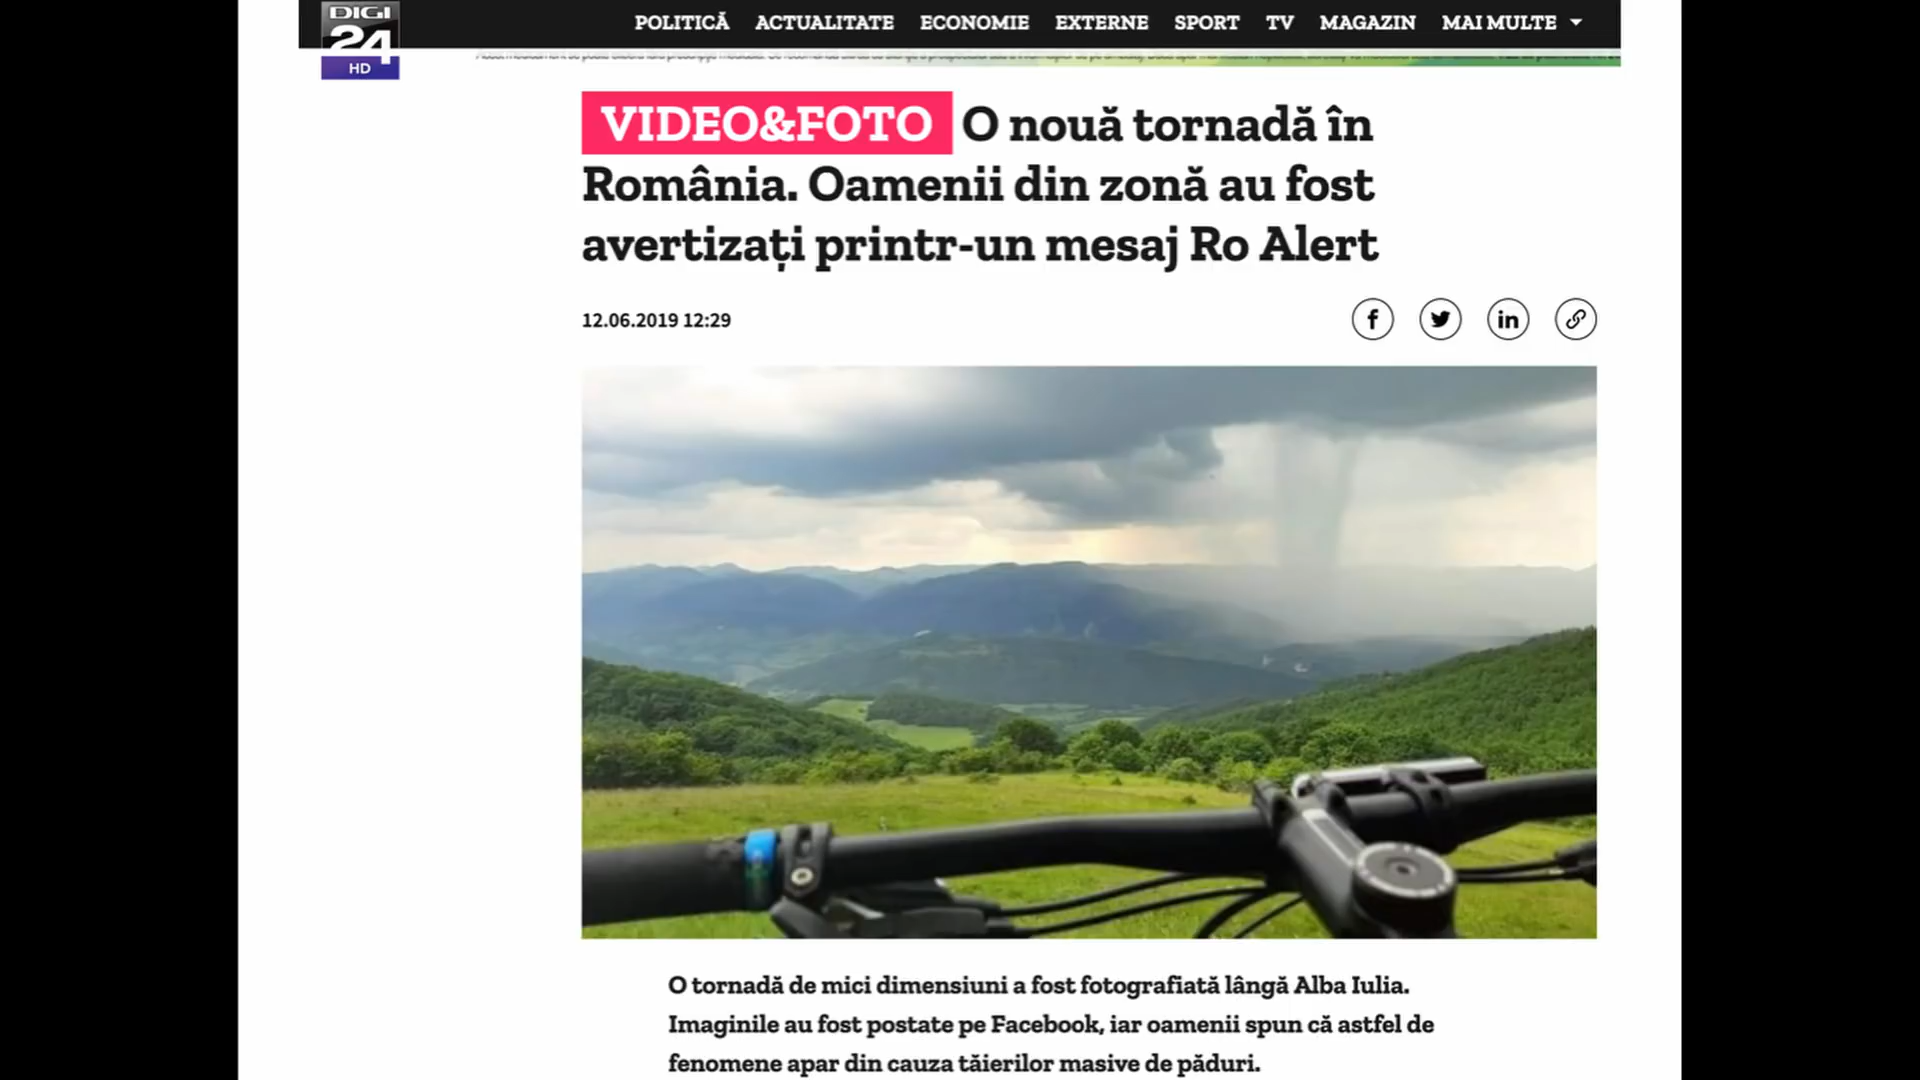 DIGI
24
HD
POLITICĂ ACTUALITATE ECONOMIE EXTERNE SPORT TV MAGAZIN MAI MULTE
VIDEO&FOTO O nouă tornadă în
România. Oamenii din zonă au fost
avertizați printr-un mesaj Ro Alert
12.06.2019 12:29
O tornadă de mici dimensiuni a fost fotografiată lângă Alba Iulia.
Imaginile au fost postate pe Facebook, iar oamenii spun că astfel de
fenomene apar din cauza tăierilor masive de păduri.